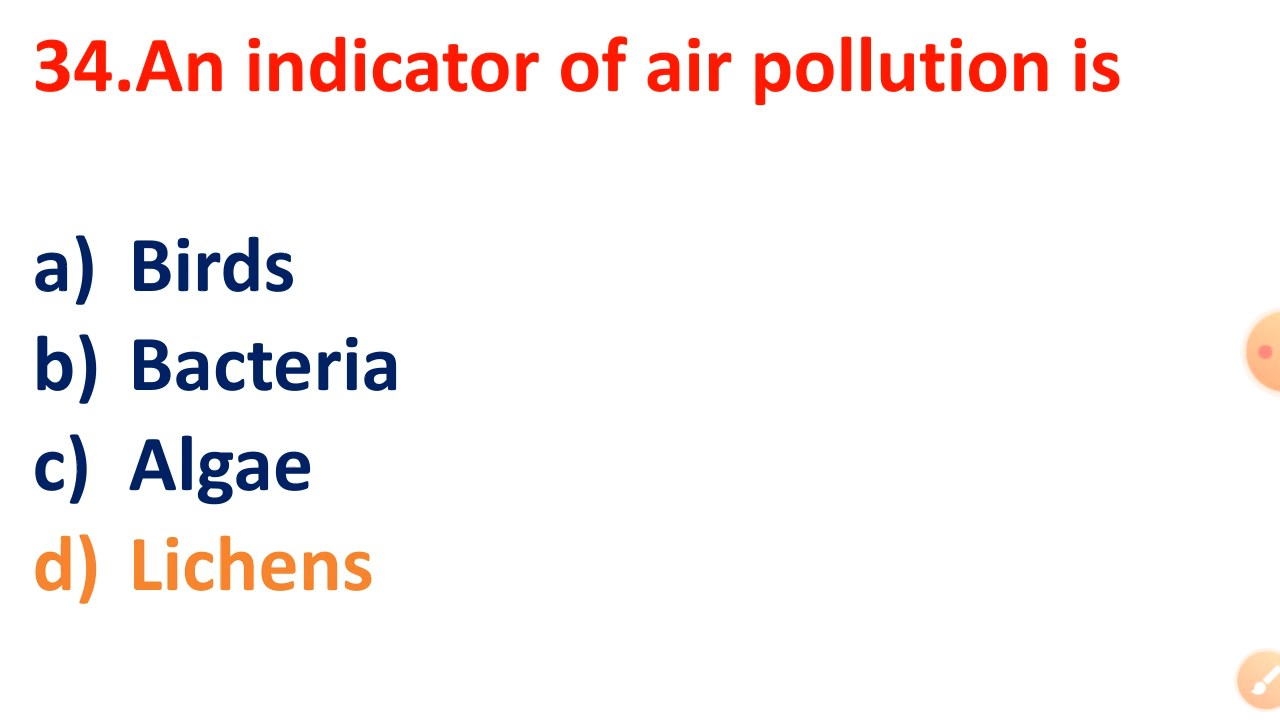 34.An indicator of air pollution is
a) Birds
b) Bacteria
c) Algae
d) Lichens